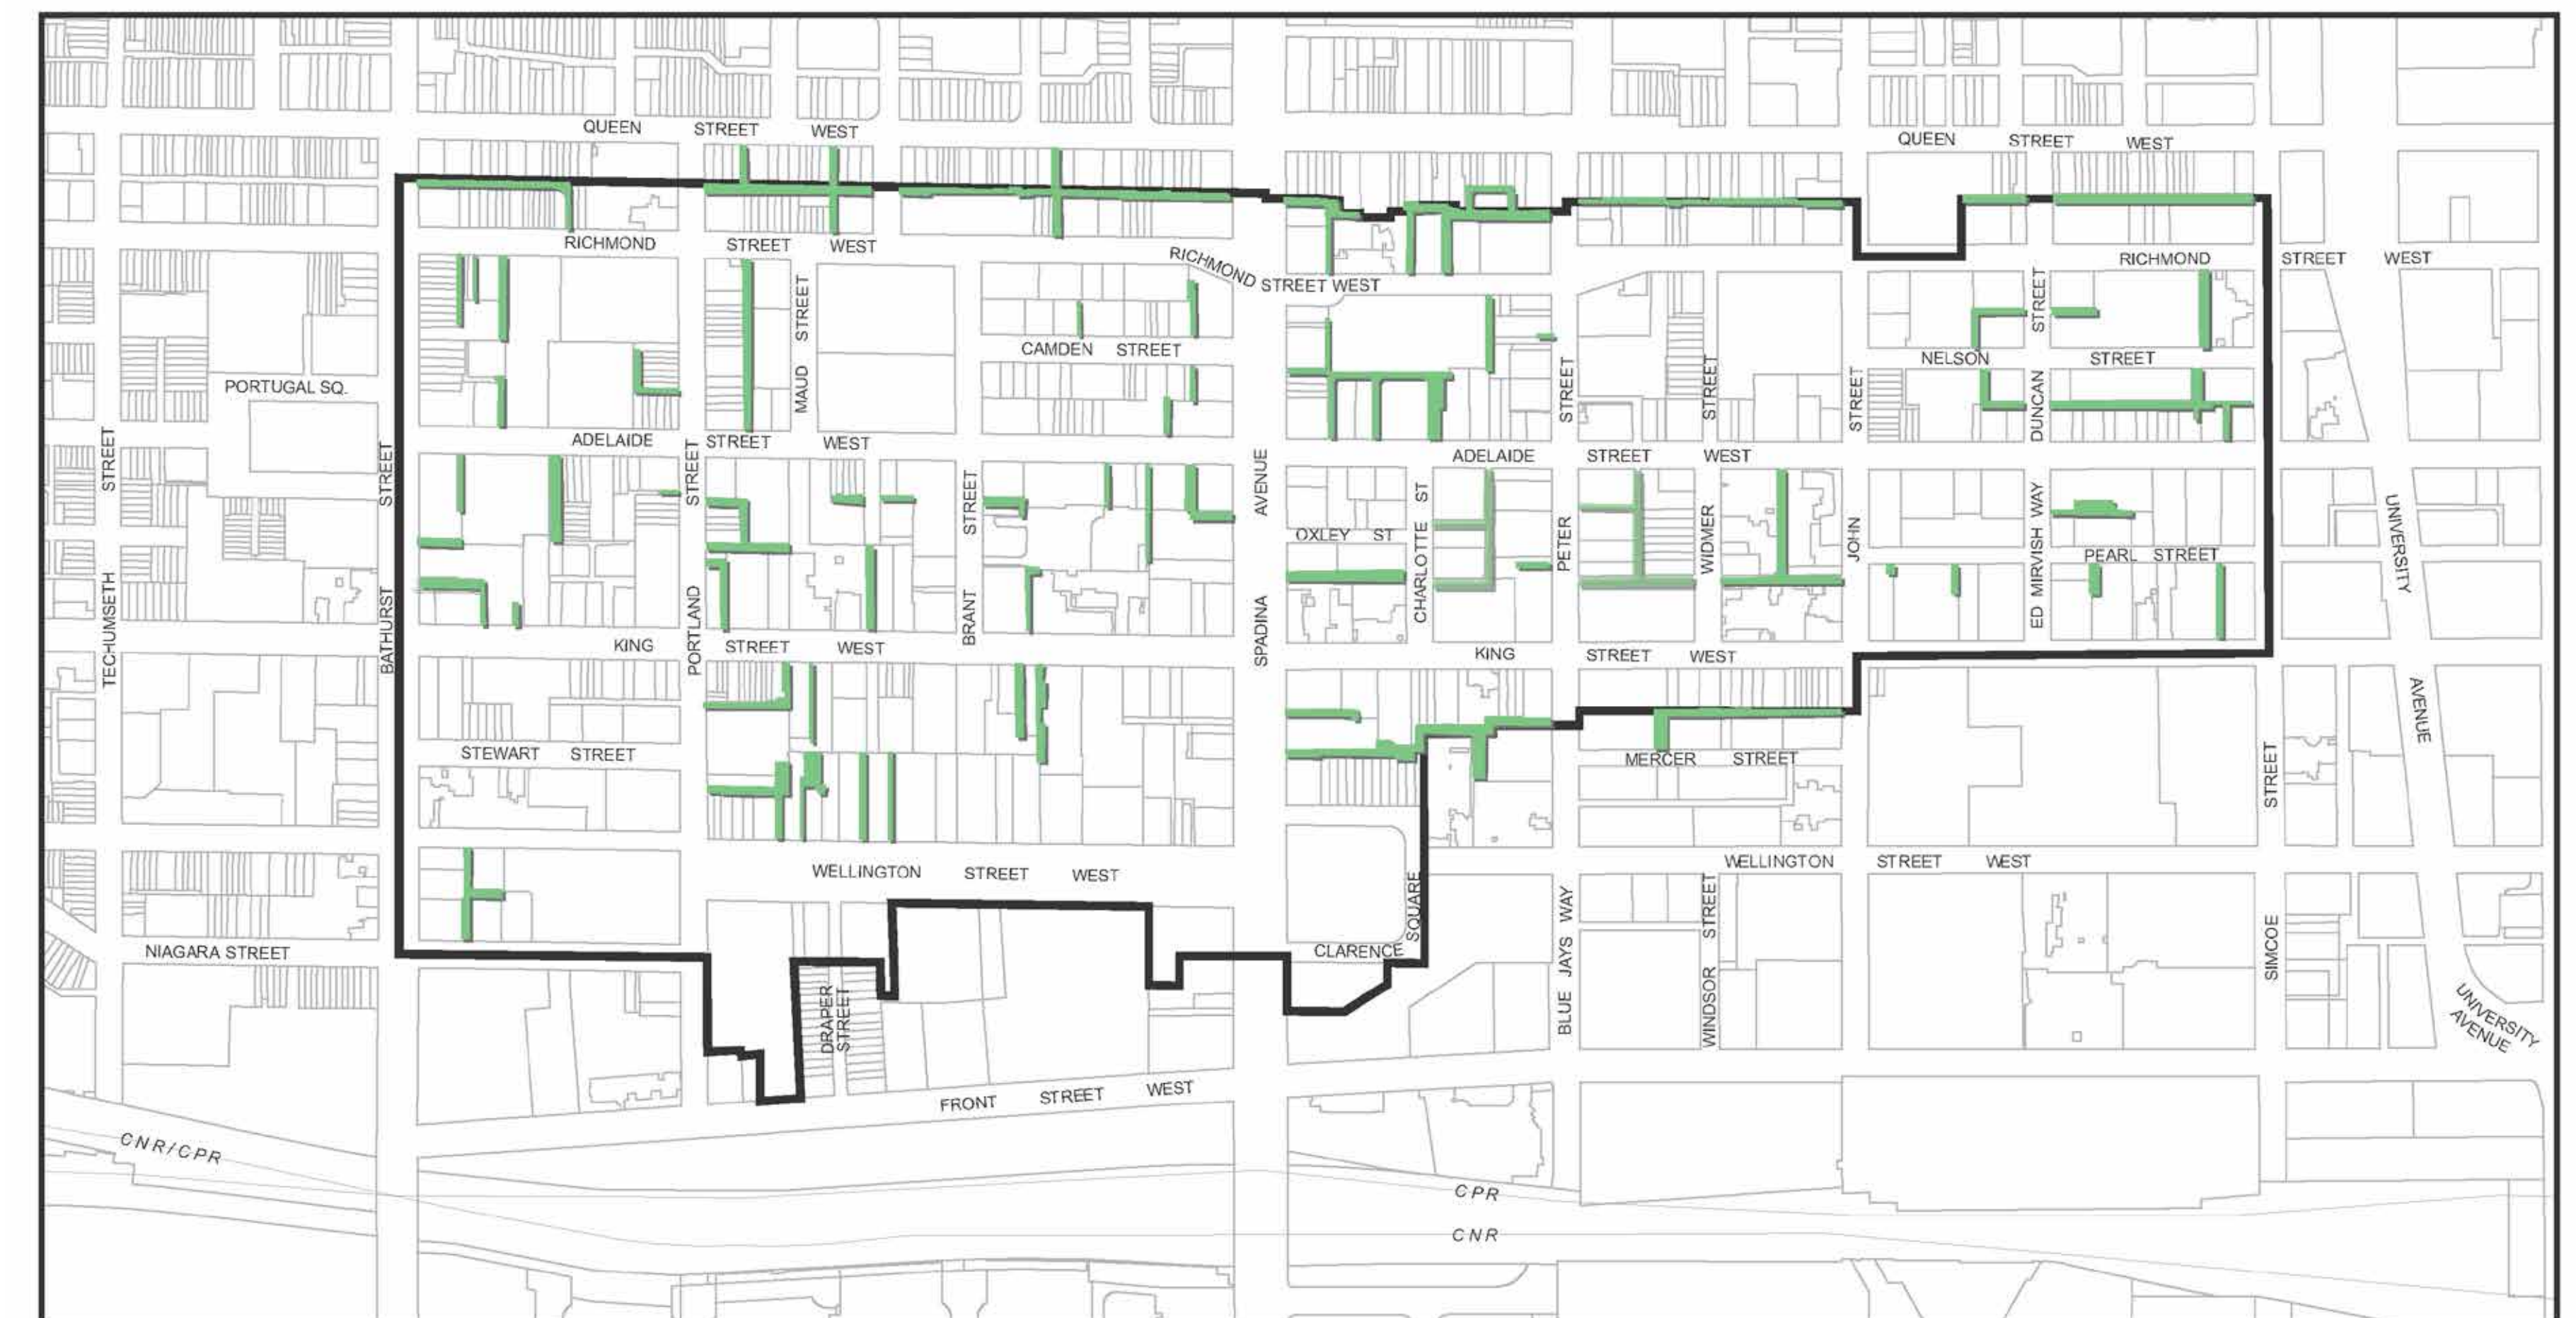 QUEEN STREET WEST
QUEEN STREET WEST
RICHMOND STREET WEST
RICHMOND STREET WEST
RICHMOND STREET WEST
MAUD STREET
CAMDEN STREET
NELSON STREET
PORTUGAL SQ.
DUNCAN STREET
ADELAIDE STREET WEST
ADELAIDE STREET WEST
TECHUMSETH STREET
BATHURST STREET
PORTLAND STREET
BRANT STREET
SPADINA AVENUE
OXLEY ST
CHARLOTTE ST
PETER STREET
WIDMER STREET
JOHN STREET
ED MIRVISH WAY
PEARL STREET
UNIVERSITY AVENUE
KING STREET WEST
KING STREET WEST
STEWART STREET
MERCER STREET
WELLINGTON STREET WEST
WELLINGTON STREET WEST
NIAGARA STREET
CLARENCE SQUARE
DRAPER STREET
BLUE JAYS WAY
WINDSOR STREET
SIMCOE STREET
UNIVERSITY AVENUE
FRONT STREET WEST
CNR/CPR
CPR
CNR